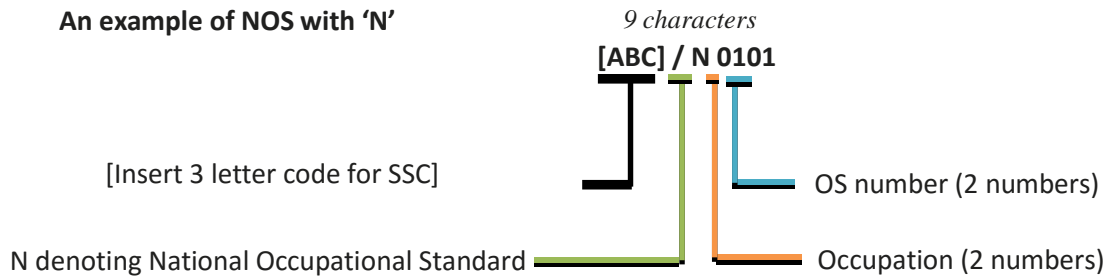 An example of NOS with ‘N’
9 characters
[ABC] / N 0101
[Insert 3 letter code for SSC]
OS number (2 numbers)
N denoting National Occupational Standard
Occupation (2 numbers)